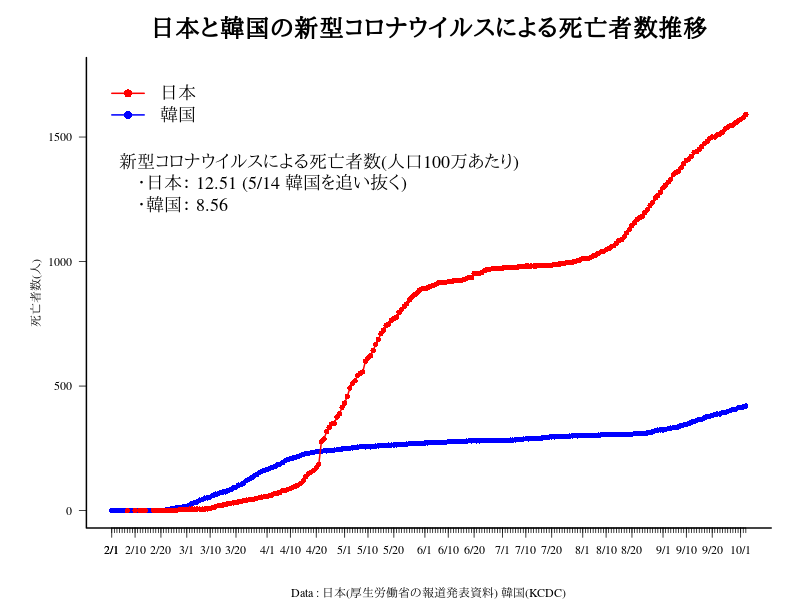 日本と韓国の新型コロナウイルスによる死亡者数推移
日本
韓国
新型コロナウイルスによる死亡者数(人口100万あたり)
・日本: 12.51 (5/14 韓国を追い抜く)
・韓国: 8.56
死亡者数(人)
1500
1000
500
0
2/1 2/10 2/20 3/1 3/10 3/20 4/1 4/10 4/20 5/1 5/10 5/20 6/1 6/10 6/20 7/1 7/10 7/20 8/1 8/10 8/20 9/1 9/10 9/20 10/1
Data : 日本(厚生労働省の報道発表資料) 韓国(KCDC)